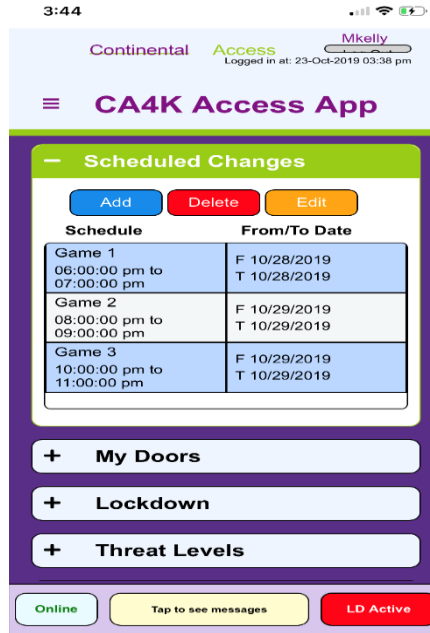 3:44
Continental Access Mkelly
Log Out
Logged in at: 23-Oct-2019 03:38 pm
CA4K Access App
Scheduled Changes
Add Delete Edit
Schedule From/To Date
Game 1
06:00:00 pm to
07:00:00 pm
F 10/28/2019
T 10/28/2019
Game 2
08:00:00 pm to
09:00:00 pm
F 10/29/2019
T 10/29/2019
Game 3
10:00:00 pm to
11:00:00 pm
F 10/29/2019
T 10/29/2019
+ My Doors
+ Lockdown
+ Threat Levels
Online Tap to see messages LD Active